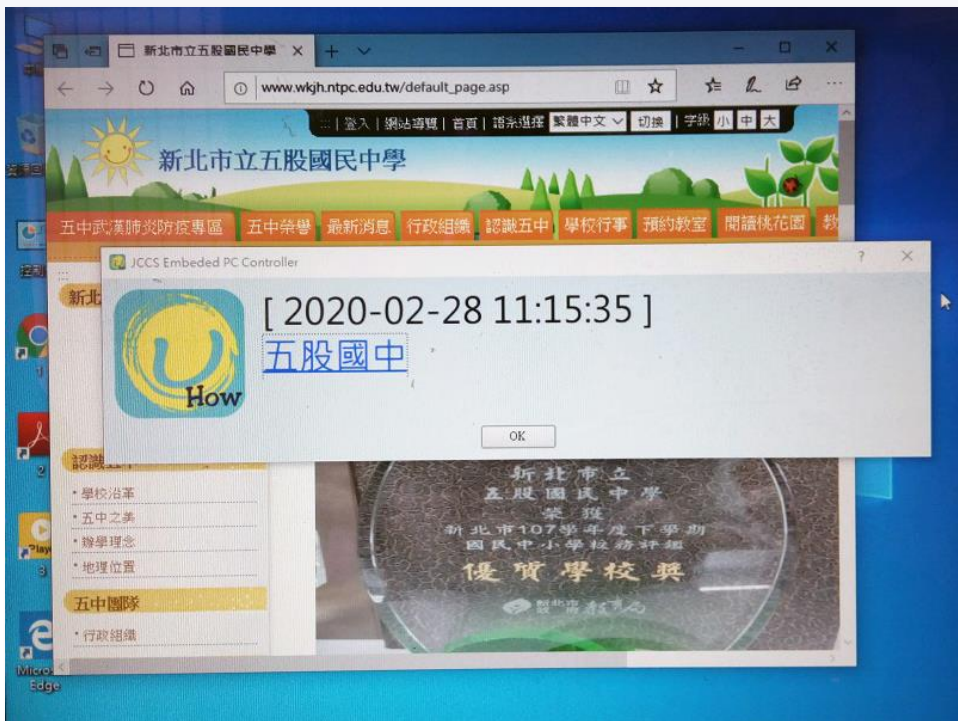 新北市立五股國民中學
www.wkjh.ntpc.edu.tw/default_page.asp
:::| 登入 | 網站導覽 | 首頁 | 語系選擇 繁體中文 切換 | 字級 小 中 大
新北市立五股國民中學
五中武漢肺炎防疫專區 五中榮譽 最新消息 行政組織 認識五中 學校行事 預約教室 閱讀桃花園
JCCS Embeded PC Controller
新北
[ 2020-02-28 11:15:35 ]
五股國中
How
OK
1
2
3
・學校沿革
・五中之美
・辦學理念
・地理位置
五中團隊
・行政組織
新北市立
五股國民中學
榮獲
新北市107學年度下學期
國民中小學校務評鑑
優質學校獎
Edge